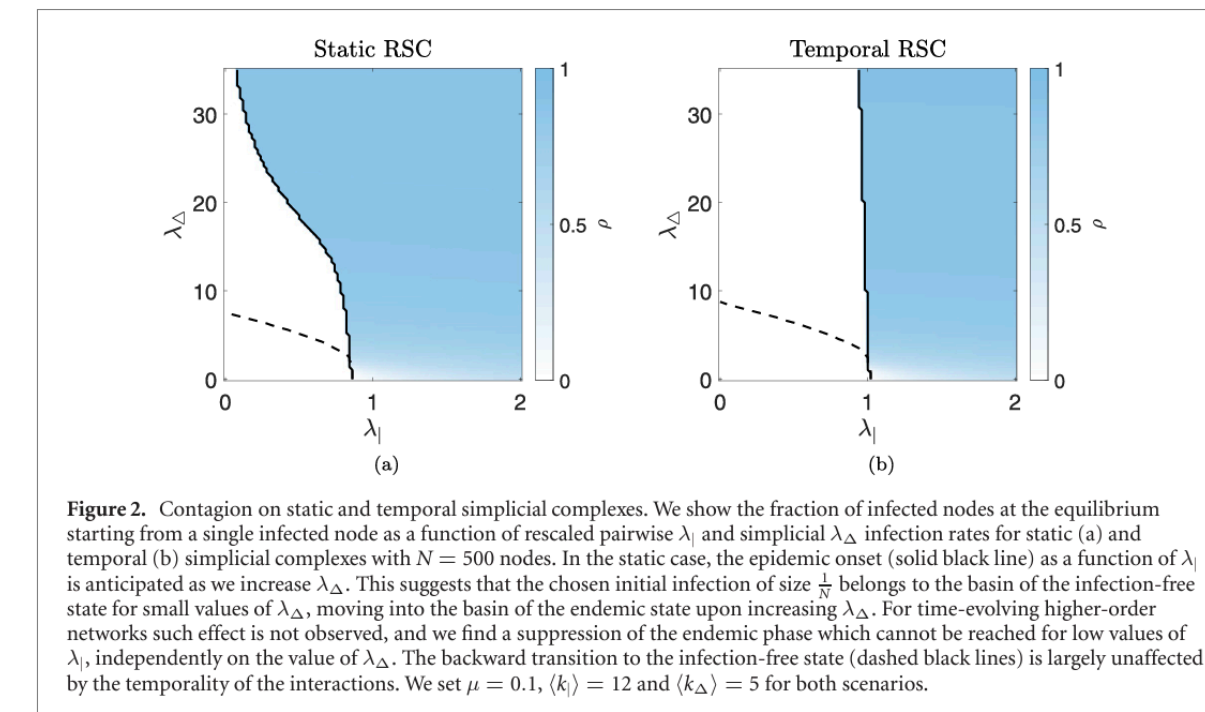 Static RSC
Temporal RSC
30
20
10
0
λ△
0
1
2
λ|
1
0.5
0
ρ
(a)
30
20
10
0
λ△
0
1
2
λ|
1
0.5
0
ρ
(b)
Figure 2. Contagion on static and temporal simplicial complexes. We show the fraction of infected nodes at the equilibrium
starting from a single infected node as a function of rescaled pairwise λ| and simplicial λ△ infection rates for static (a) and
temporal (b) simplicial complexes with N = 500 nodes. In the static case, the epidemic onset (solid black line) as a function of λ|
is anticipated as we increase λ△. This suggests that the chosen initial infection of size 1/N belongs to the basin of the infection-free
state for small values of λ△, moving into the basin of the endemic state upon increasing λ△. For time-evolving higher-order
networks such effect is not observed, and we find a suppression of the endemic phase which cannot be reached for low values of
λ|, independently on the value of λ△. The backward transition to the infection-free state (dashed black lines) is largely unaffected
by the temporality of the interactions. We set μ = 0.1, ⟨k|⟩ = 12 and ⟨k△⟩ = 5 for both scenarios.